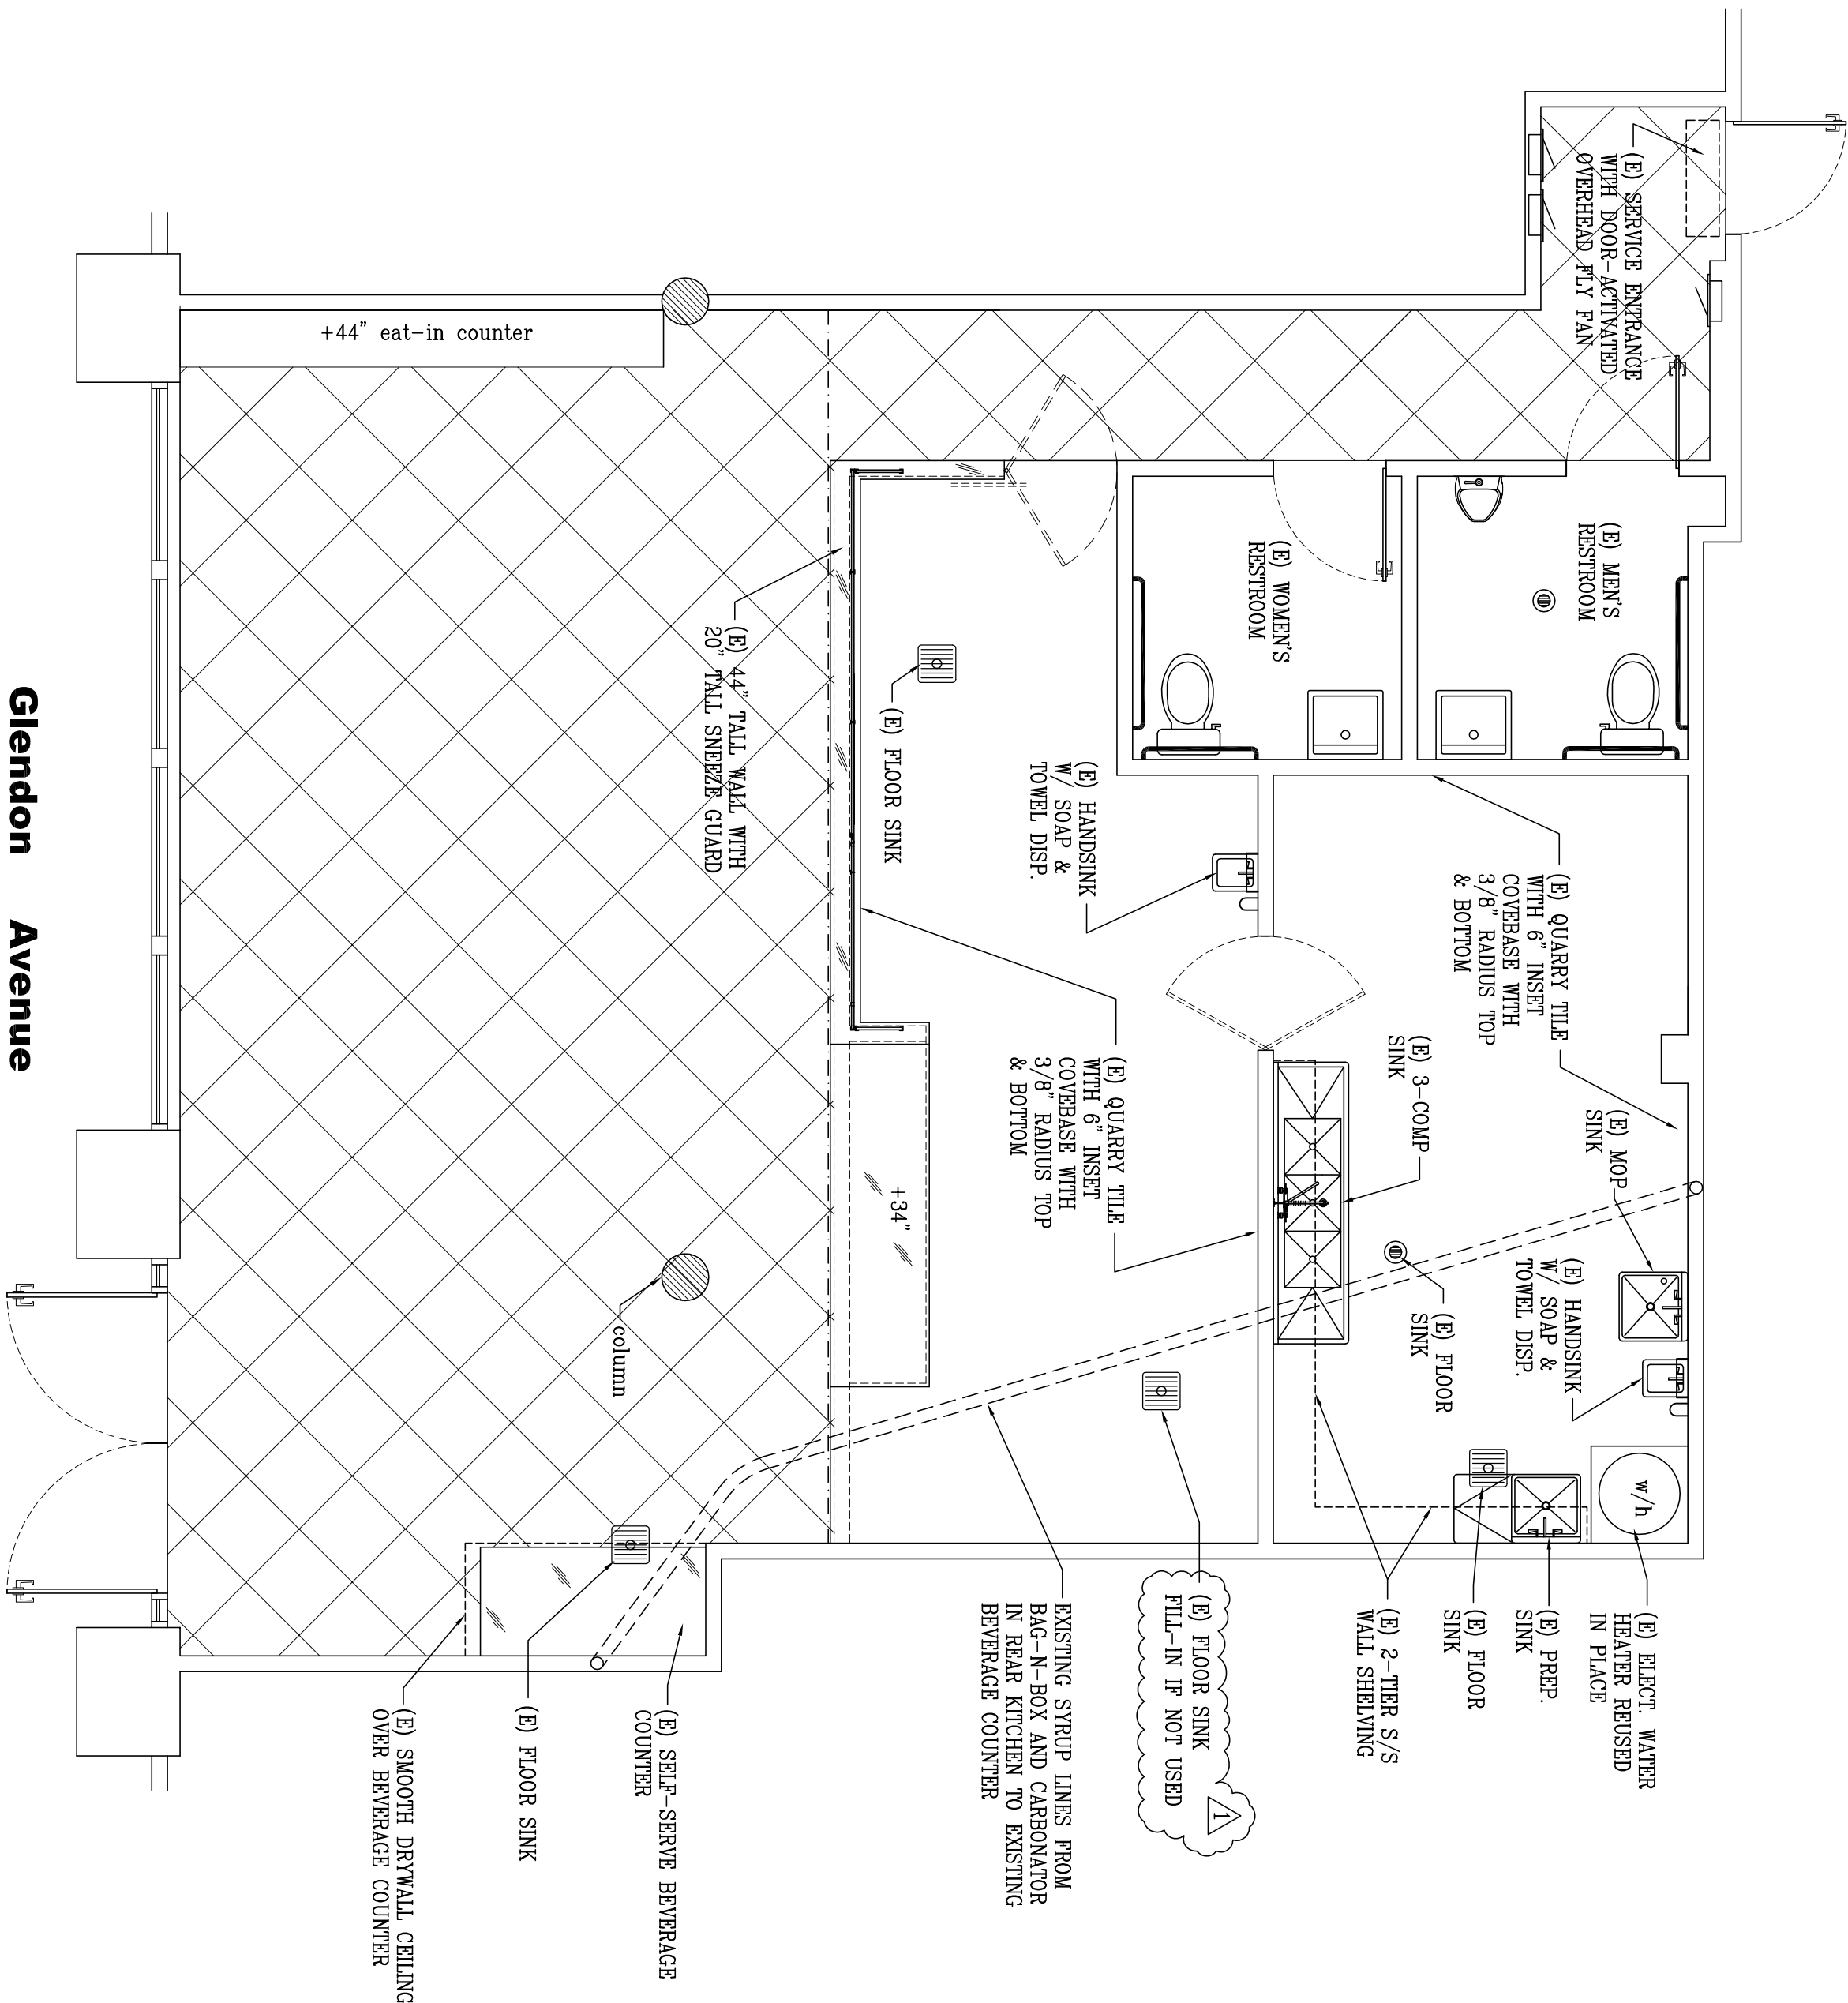 (E) SERVICE ENTRANCE
WITH DOOR-ACTIVATED
OVERHEAD FLY FAN
+44" eat-in counter
(E) MEN'S
RESTROOM
(E) WOMEN'S
RESTROOM
(E) 44" TALL WALL WITH
20" TALL SNEEZE GUARD
(E) FLOOR SINK
(E) HANDSINK
W/ SOAP &
TOWEL DISP.
(E) QUARRY TILE
WITH 6" INSET
COVEBASE WITH
3/8" RADIUS TOP
& BOTTOM
(E) QUARRY TILE
WITH 6" INSET
COVEBASE WITH
3/8" RADIUS TOP
& BOTTOM
(E) 3-COMP
SINK
(E) MOP
SINK
(E) HANDSINK
W/ SOAP &
TOWEL DISP.
(E) FLOOR
SINK
+34"
column
w/h
(E) ELECT. WATER
HEATER REUSED
IN PLACE
(E) PREP.
SINK
(E) FLOOR
SINK
(E) 2-TIER S/S
WALL SHELVING
(E) FLOOR SINK
FILL-IN IF NOT USED
1
EXISTING SYRUP LINES FROM
BAG-N-BOX AND CARBONATOR
IN REAR KITCHEN TO EXISTING
BEVERAGE COUNTER
(E) SELF-SERVE BEVERAGE
COUNTER
(E) FLOOR SINK
(E) SMOOTH DRYWALL CEILING
OVER BEVERAGE COUNTER
Glendon Avenue